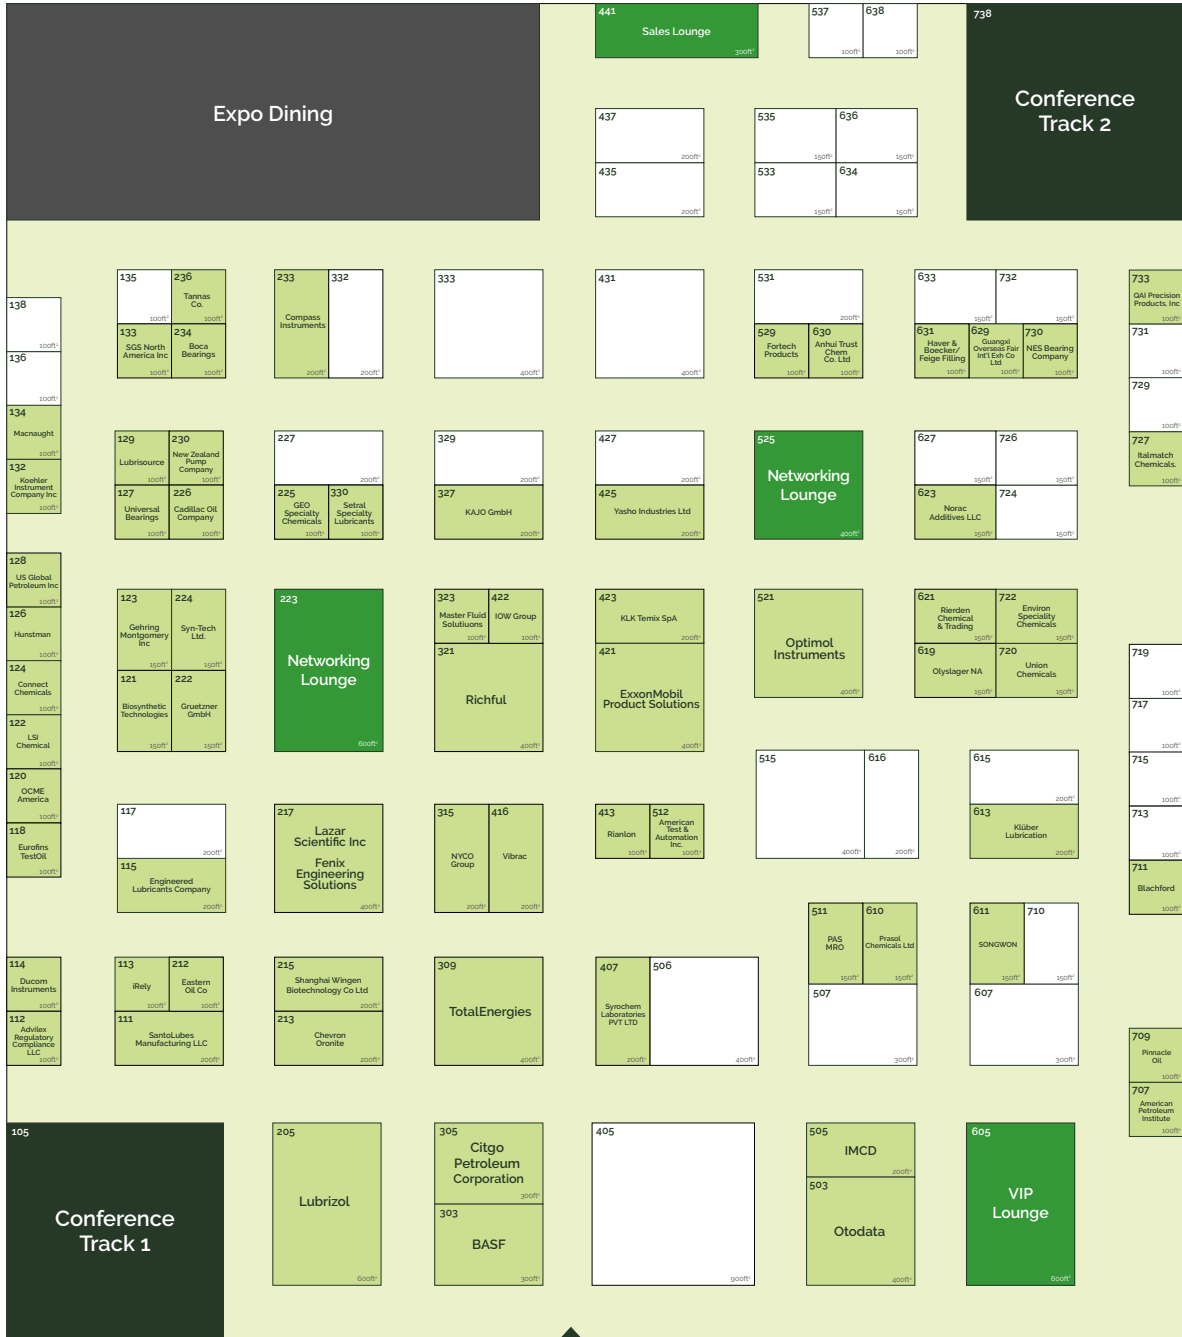 441
Sales Lounge
300ft²
537
100ft²
638
100ft²
738
Conference
Track 2
Expo Dining
437
200ft²
435
200ft²
535
150ft²
636
150ft²
533
150ft²
634
150ft²
138
100ft²
136
100ft²
134
Macnaught
100ft²
132
Koehler
Instrument
Company Inc
100ft²
135
100ft²
236
Tannas
Co.
100ft²
133
SGS North
America Inc
100ft²
234
Boca
Bearings
100ft²
233
Compass
Instruments
200ft²
332
200ft²
333
400ft²
431
400ft²
531
200ft²
529
Fortech
Products
100ft²
630
Anhui Trust
Chem
Co. Ltd
100ft²
633
150ft²
732
150ft²
631
Haver &
Boecker/
Feige Filling
100ft²
629
Guangxi
Overseas Fair
Int'l Exh Co
Ltd
100ft²
730
NES Bearing
Company
100ft²
733
QAI Precision
Products, Inc
100ft²
731
100ft²
729
100ft²
727
Italmatch
Chemicals.
100ft²
129
Lubrisource
100ft²
230
New Zealand
Pump
Company
100ft²
127
Universal
Bearings
100ft²
226
Cadillac Oil
Company
100ft²
227
200ft²
225
GEO
Specialty
Chemicals
100ft²
330
Setral
Specialty
Lubricants
100ft²
329
200ft²
327
KAJO GmbH
200ft²
427
200ft²
425
Yasho Industries Ltd
200ft²
525
Networking
Lounge
400ft²
627
150ft²
726
150ft²
623
Norac
Additives LLC
150ft²
724
150ft²
128
US Global
Petroleum Inc
100ft²
126
Hunstman
100ft²
124
Connect
Chemicals
100ft²
122
LSI
Chemical
100ft²
120
OCME
America
100ft²
118
Eurofins
TestOil
100ft²
123
Gehring
Montgomery
Inc
150ft²
224
Syn-Tech
Ltd.
150ft²
121
Biosynthetic
Technologies
150ft²
222
Gruetzner
GmbH
150ft²
223
Networking
Lounge
600ft²
323
Master Fluid
Solutiuons
100ft²
422
IOW Group
100ft²
321
Richful
400ft²
423
KLK Temix SpA
200ft²
421
ExxonMobil
Product Solutions
400ft²
521
Optimol
Instruments
400ft²
621
Rierden
Chemical
& Trading
150ft²
722
Environ
Speciality
Chemicals
150ft²
619
Olyslager NA
150ft²
720
Union
Chemicals
150ft²
719
100ft²
717
100ft²
715
100ft²
713
100ft²
711
Blachford
100ft²
117
200ft²
115
Engineered
Lubricants Company
200ft²
217
Lazar
Scientific Inc
Fenix
Engineering
Solutions
400ft²
315
NYCO
Group
200ft²
416
Vibrac
200ft²
413
Rianlon
100ft²
512
American
Test &
Automation
Inc.
100ft²
515
400ft²
616
200ft²
615
200ft²
613
Klüber
Lubrication
200ft²
511
PAS
MRO
150ft²
610
Prasol
Chemicals Ltd
150ft²
507
300ft²
611
SONGWON
150ft²
710
150ft²
607
300ft²
114
Ducom
Instruments
100ft²
112
Advilex
Regulatory
Compliance
LLC
100ft²
113
iRely
100ft²
212
Eastern
Oil Co
100ft²
111
SantoLubes
Manufacturing LLC
200ft²
215
Shanghai Wingen
Biotechnology Co Ltd
200ft²
213
Chevron
Oronite
200ft²
309
TotalEnergies
400ft²
407
Syrochem
Laboratories
PVT LTD
200ft²
506
400ft²
709
Pinnacle
Oil
100ft²
707
American
Petroleum
Institute
100ft²
105
Conference
Track 1
205
Lubrizol
600ft²
305
Citgo
Petroleum
Corporation
300ft²
303
BASF
300ft²
405
900ft²
505
IMCD
200ft²
503
Otodata
400ft²
605
VIP
Lounge
600ft²